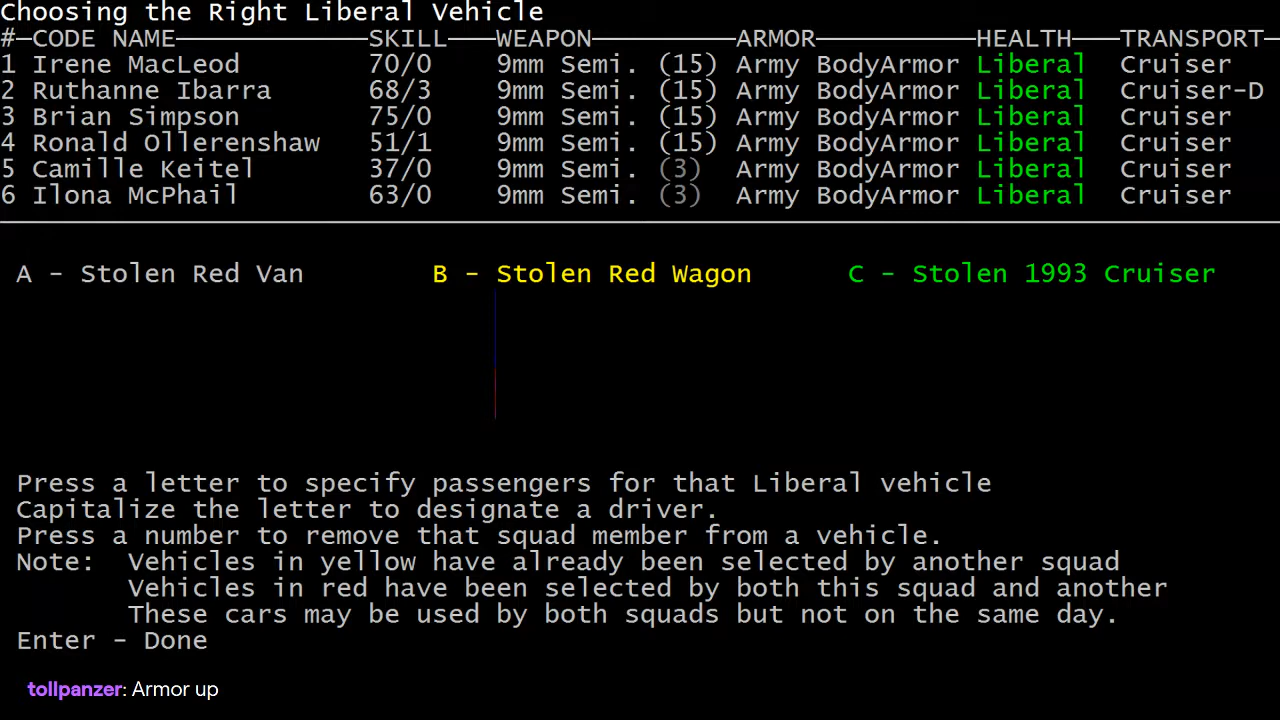 Choosing the Right Liberal Vehicle
#—CODE NAME————————————SKILL———WEAPON—————————ARMOR——————————HEALTH———TRANSPORT—
1 Irene MacLeod 70/0 9mm Semi. (15) Army BodyArmor Liberal Cruiser
2 Ruthanne Ibarra 68/3 9mm Semi. (15) Army BodyArmor Liberal Cruiser-D
3 Brian Simpson 75/0 9mm Semi. (15) Army BodyArmor Liberal Cruiser
4 Ronald Ollerenshaw 51/1 9mm Semi. (15) Army BodyArmor Liberal Cruiser
5 Camille Keitel 37/0 9mm Semi. (3) Army BodyArmor Liberal Cruiser
6 Ilona McPhail 63/0 9mm Semi. (3) Army BodyArmor Liberal Cruiser
A - Stolen Red Van B - Stolen Red Wagon C - Stolen 1993 Cruiser
Press a letter to specify passengers for that Liberal vehicle
Capitalize the letter to designate a driver.
Press a number to remove that squad member from a vehicle.
Note: Vehicles in yellow have already been selected by another squad
Vehicles in red have been selected by both this squad and another
These cars may be used by both squads but not on the same day.
Enter - Done
tollpanzer: Armor up